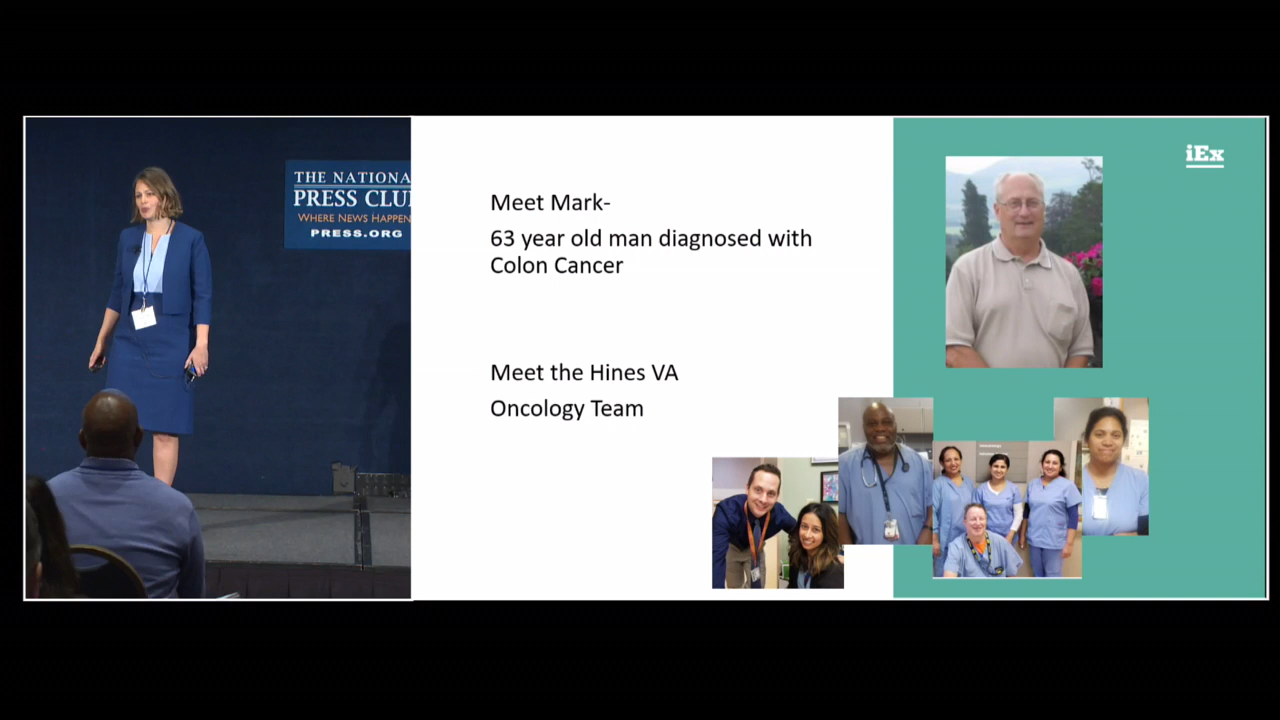 THE NATIONA
PRESS CLU
WHERE NEWS HAPPEN
PRESS.ORG
Meet Mark-
63 year old man diagnosed with
Colon Cancer
Meet the Hines VA
Oncology Team
iEx